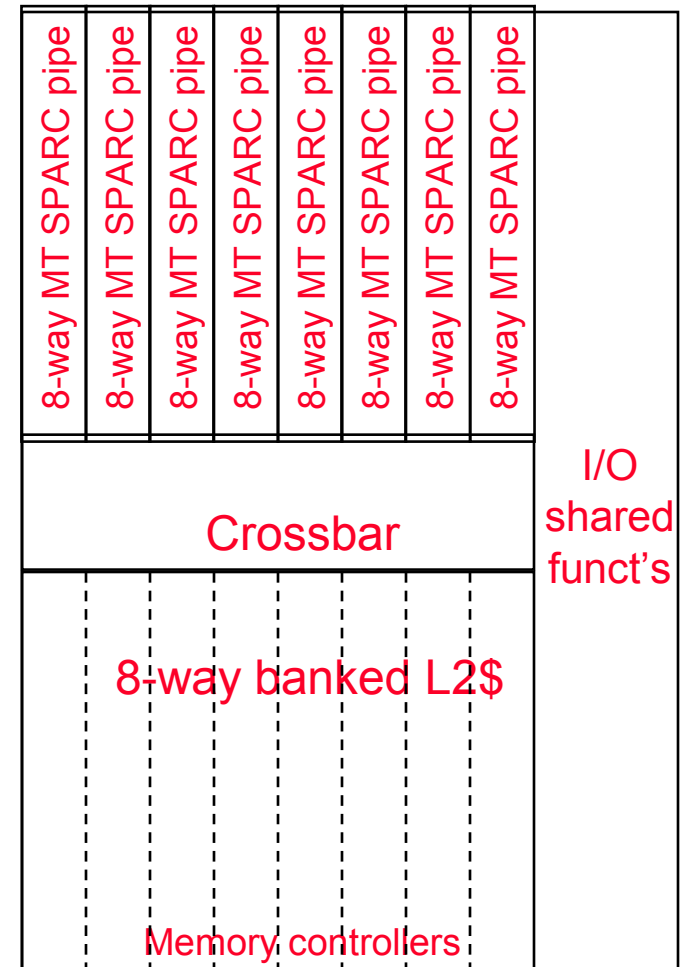 8-way MT SPARC pipe
8-way MT SPARC pipe
8-way MT SPARC pipe
8-way MT SPARC pipe
8-way MT SPARC pipe
8-way MT SPARC pipe
8-way MT SPARC pipe
8-way MT SPARC pipe
I/O
shared
funct's
Crossbar
8-way banked L2$
Memory controllers